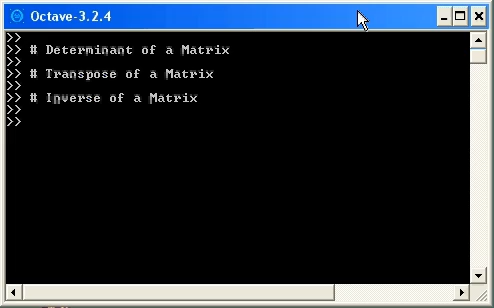 Octave-3.2.4
>>
>> # Determinant of a Matrix
>>
>> # Transpose of a Matrix
>>
>> # Inverse of a Matrix
>>
>>